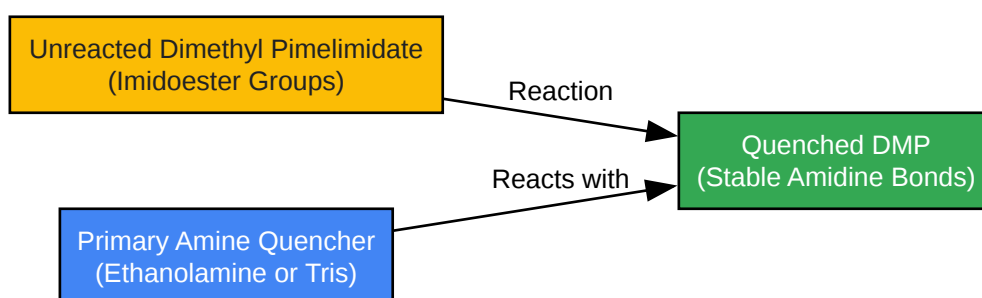 Unreacted Dimethyl Pimelimidate
(Imidoester Groups)
Reaction
Quenched DMP
(Stable Amidine Bonds)
Reacts with
Primary Amine Quencher
(Ethanolamine or Tris)